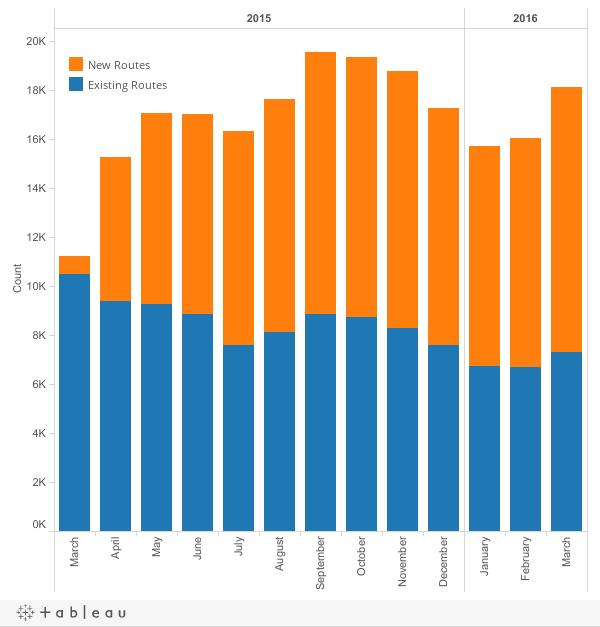 2015
2016
20K
18K
16K
14K
12K
10K
8K
6K
4K
2K
0K
Count
New Routes
Existing Routes
March
April
May
June
July
August
September
October
November
December
January
February
March
+ableau